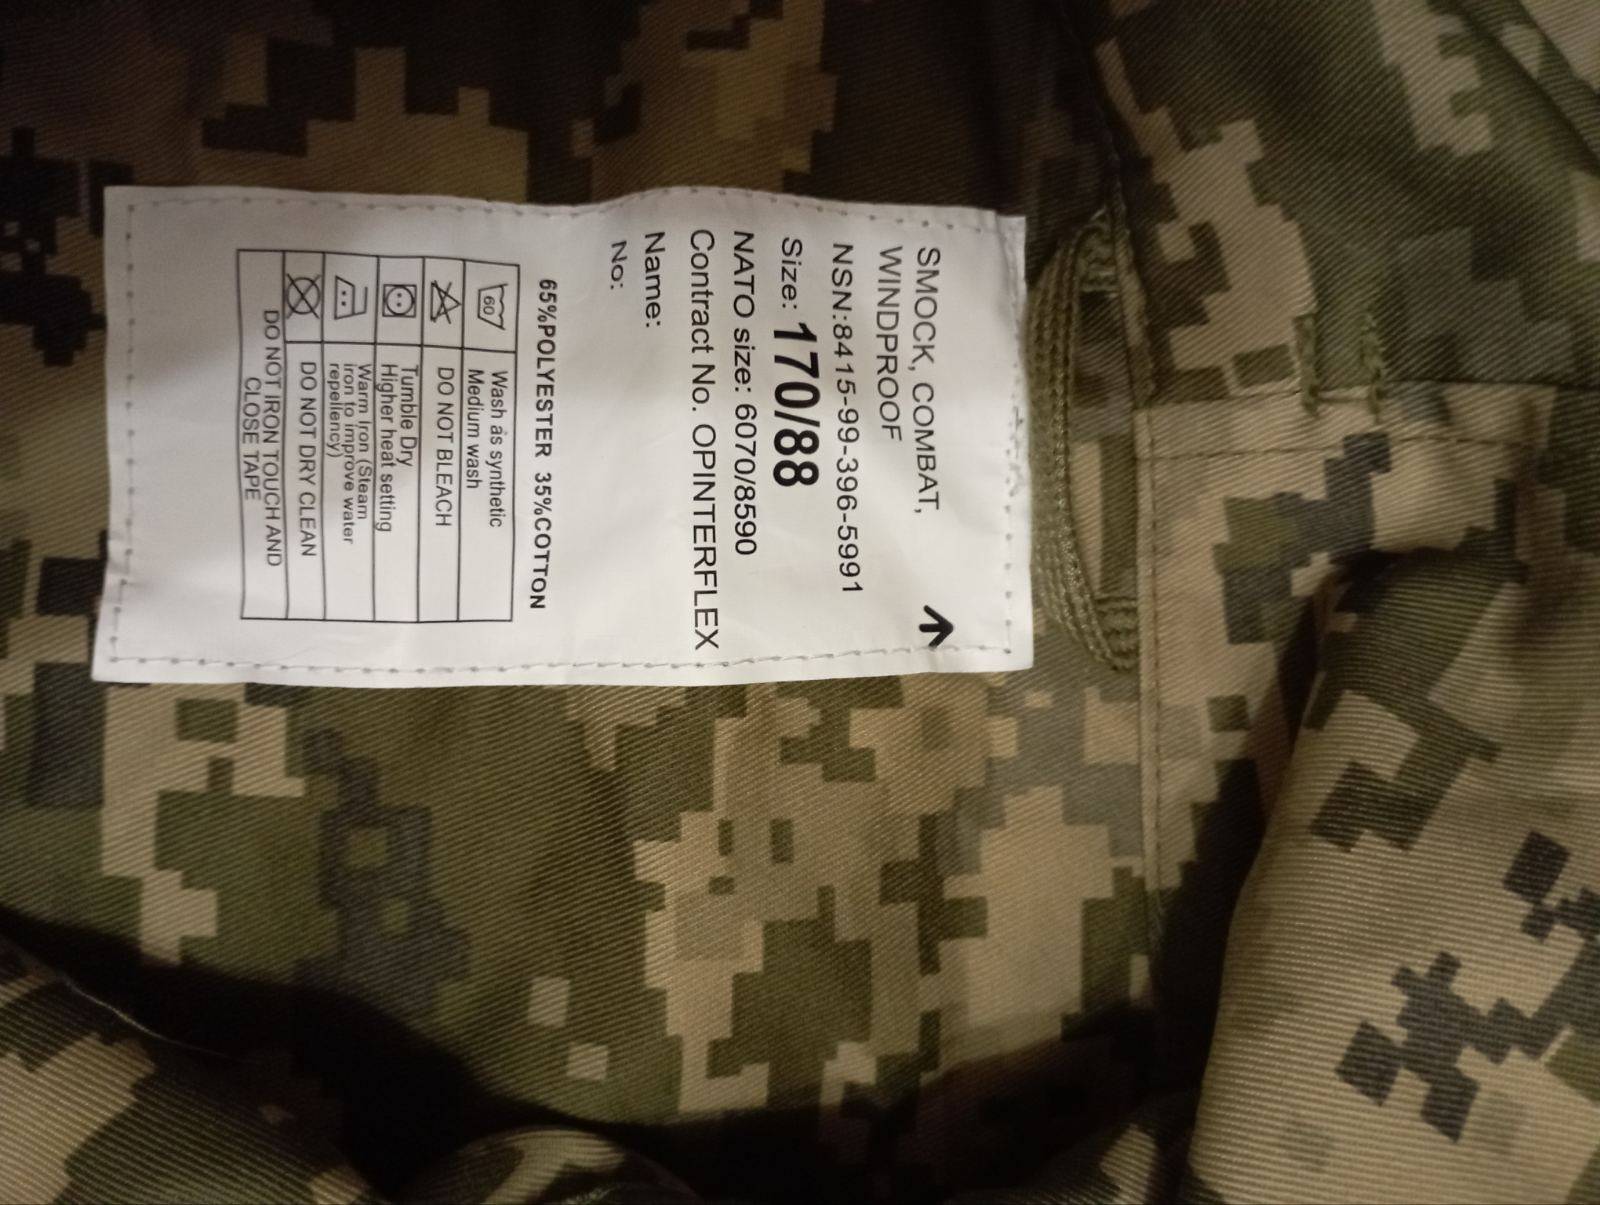 SMOCK, COMBAT,
WINDPROOF
NSN:8415-99-396-5991
Size: 170/88
NATO size: 6070/8590
Contract No. OPINTERFLEX
Name:
No:
65%POLYESTER 35%COTTON
60
Wash as synthetic
Medium wash
DO NOT BLEACH
Tumble Dry
Higher heat setting
Warm Iron (Steam
iron to improve water
repellency)
DO NOT DRY CLEAN
DO NOT IRON TOUCH AND
CLOSE TAPE